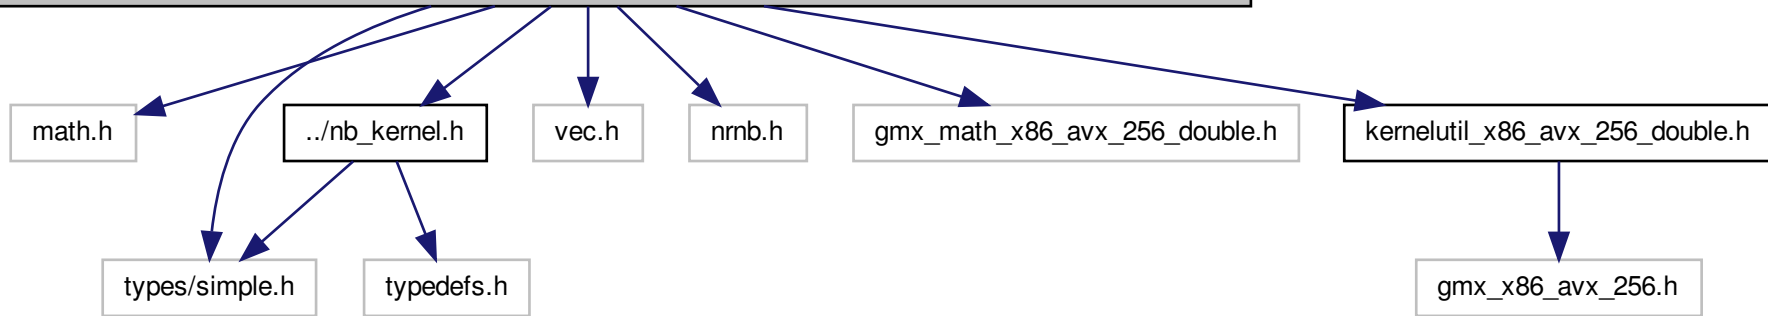 math.h
../nb_kernel.h
vec.h
nrnb.h
gmx_math_x86_avx_256_double.h
kernelutil_x86_avx_256_double.h
types/simple.h
typedefs.h
gmx_x86_avx_256.h